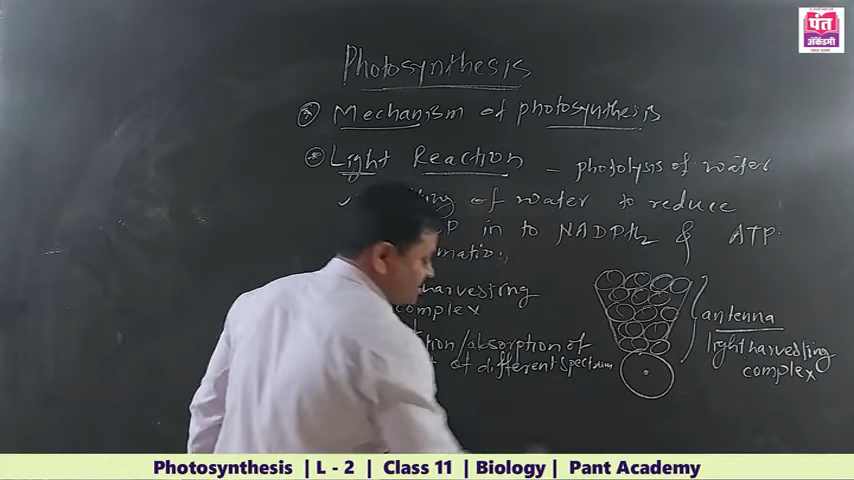 पंत
अ‍ॅकॅडमी
Photosynthesis
Mechanism of photosynthesis
Light Reaction - photolysis of water
of water to reduce
in to NADPH2 & ATP.
harvesting
complex
/absorption of
of different spectrum
antenna
light harvesting
complex
Photosynthesis | L - 2 | Class 11 | Biology | Pant Academy